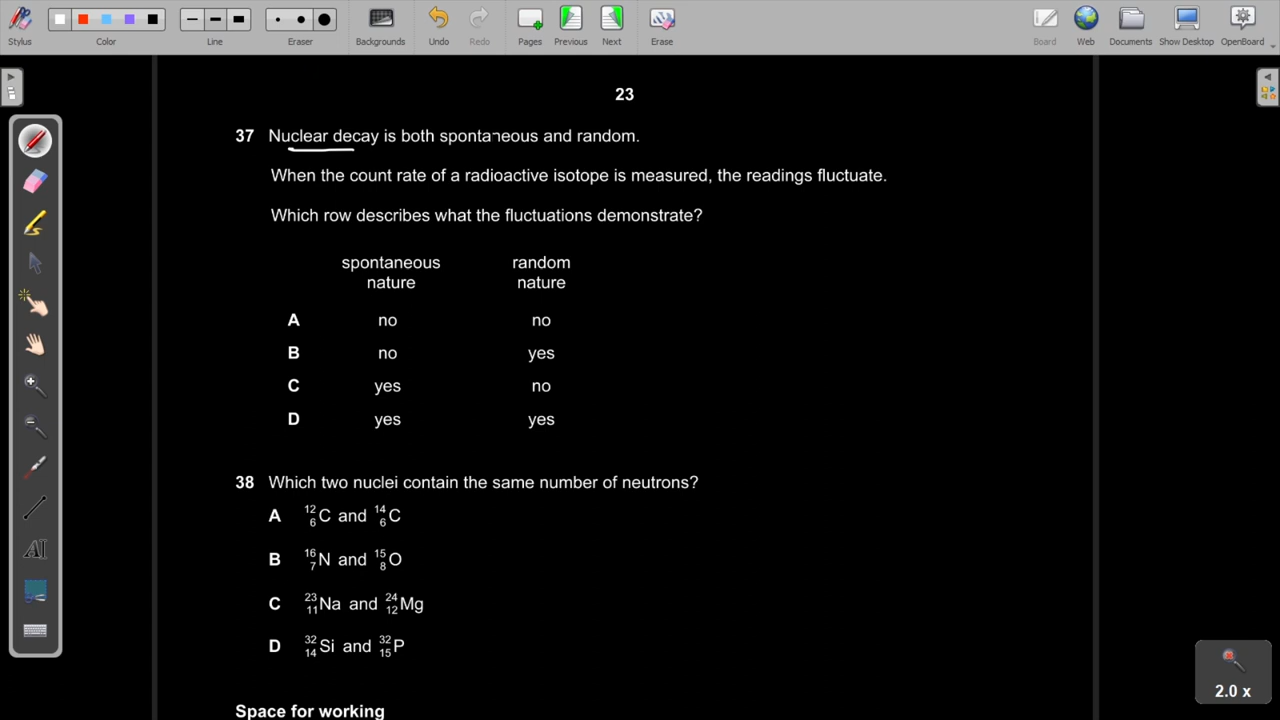 Stylus Color Line Eraser Backgrounds Undo Redo Pages Previous Next Erase Board Web Documents Show Desktop OpenBoard
23
37 Nuclear decay is both spontaneous and random.
When the count rate of a radioactive isotope is measured, the readings fluctuate.
Which row describes what the fluctuations demonstrate?
spontaneous random
nature nature
A no no
B no yes
C yes no
D yes yes
38 Which two nuclei contain the same number of neutrons?
A ¹²₆C and ¹⁴₆C
B ¹⁶₇N and ¹⁵₈O
C ²³₁₁Na and ²⁴₁₂Mg
D ³²₁₄Si and ³²₁₅P
Space for working
2.0 x